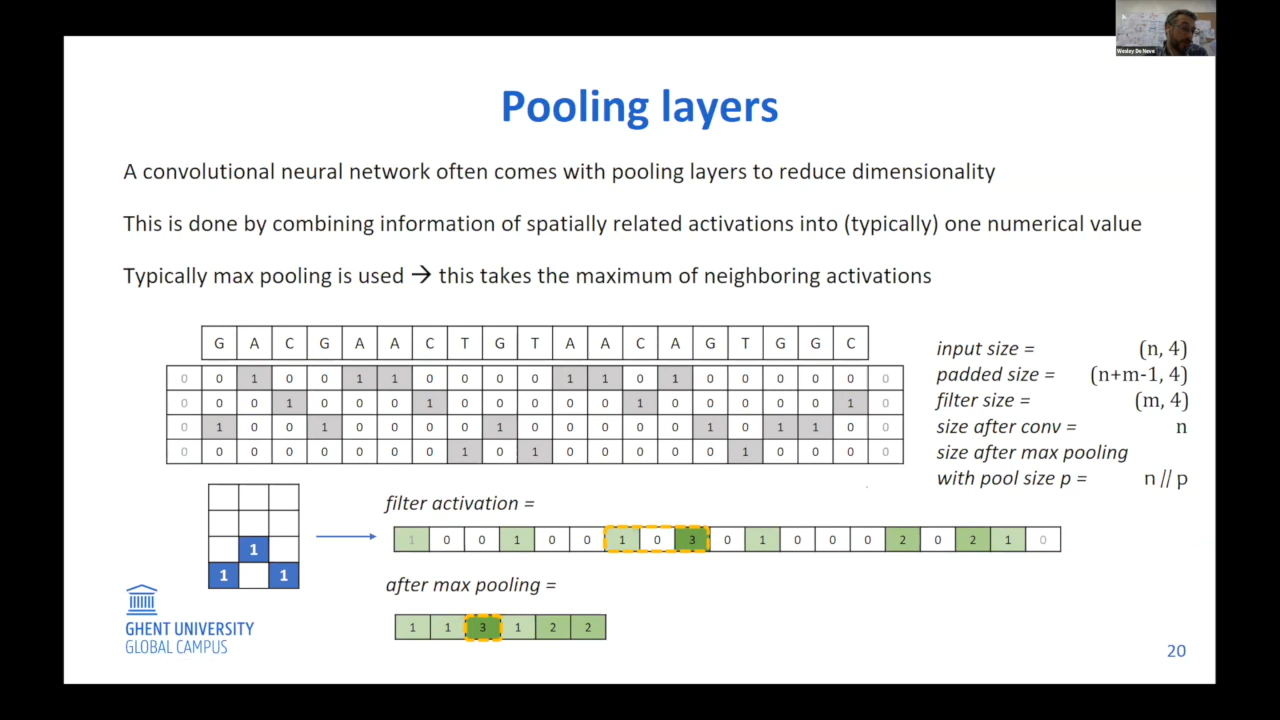 Wesley De Neve
Pooling layers
A convolutional neural network often comes with pooling layers to reduce dimensionality
This is done by combining information of spatially related activations into (typically) one numerical value
Typically max pooling is used → this takes the maximum of neighboring activations
G A C G A A C T G T A A C A G T G G C
0 0 1 0 0 1 1 0 0 0 0 1 1 0 1 0 0 0 0 0 0
0 0 0 1 0 0 0 1 0 0 0 0 0 1 0 0 0 0 0 1 0
0 1 0 0 1 0 0 0 0 1 0 0 0 0 0 1 0 1 1 0 0
0 0 0 0 0 0 0 0 1 0 1 0 0 0 0 0 1 0 0 0 0
input size = (n, 4)
padded size = (n+m-1, 4)
filter size = (m, 4)
size after conv = n
size after max pooling
with pool size p = n // p
1
1 1
filter activation =
1 0 0 1 0 0 1 0 3 0 1 0 0 0 2 0 2 1 0
after max pooling =
1 1 3 1 2 2
GHENT UNIVERSITY
GLOBAL CAMPUS
20